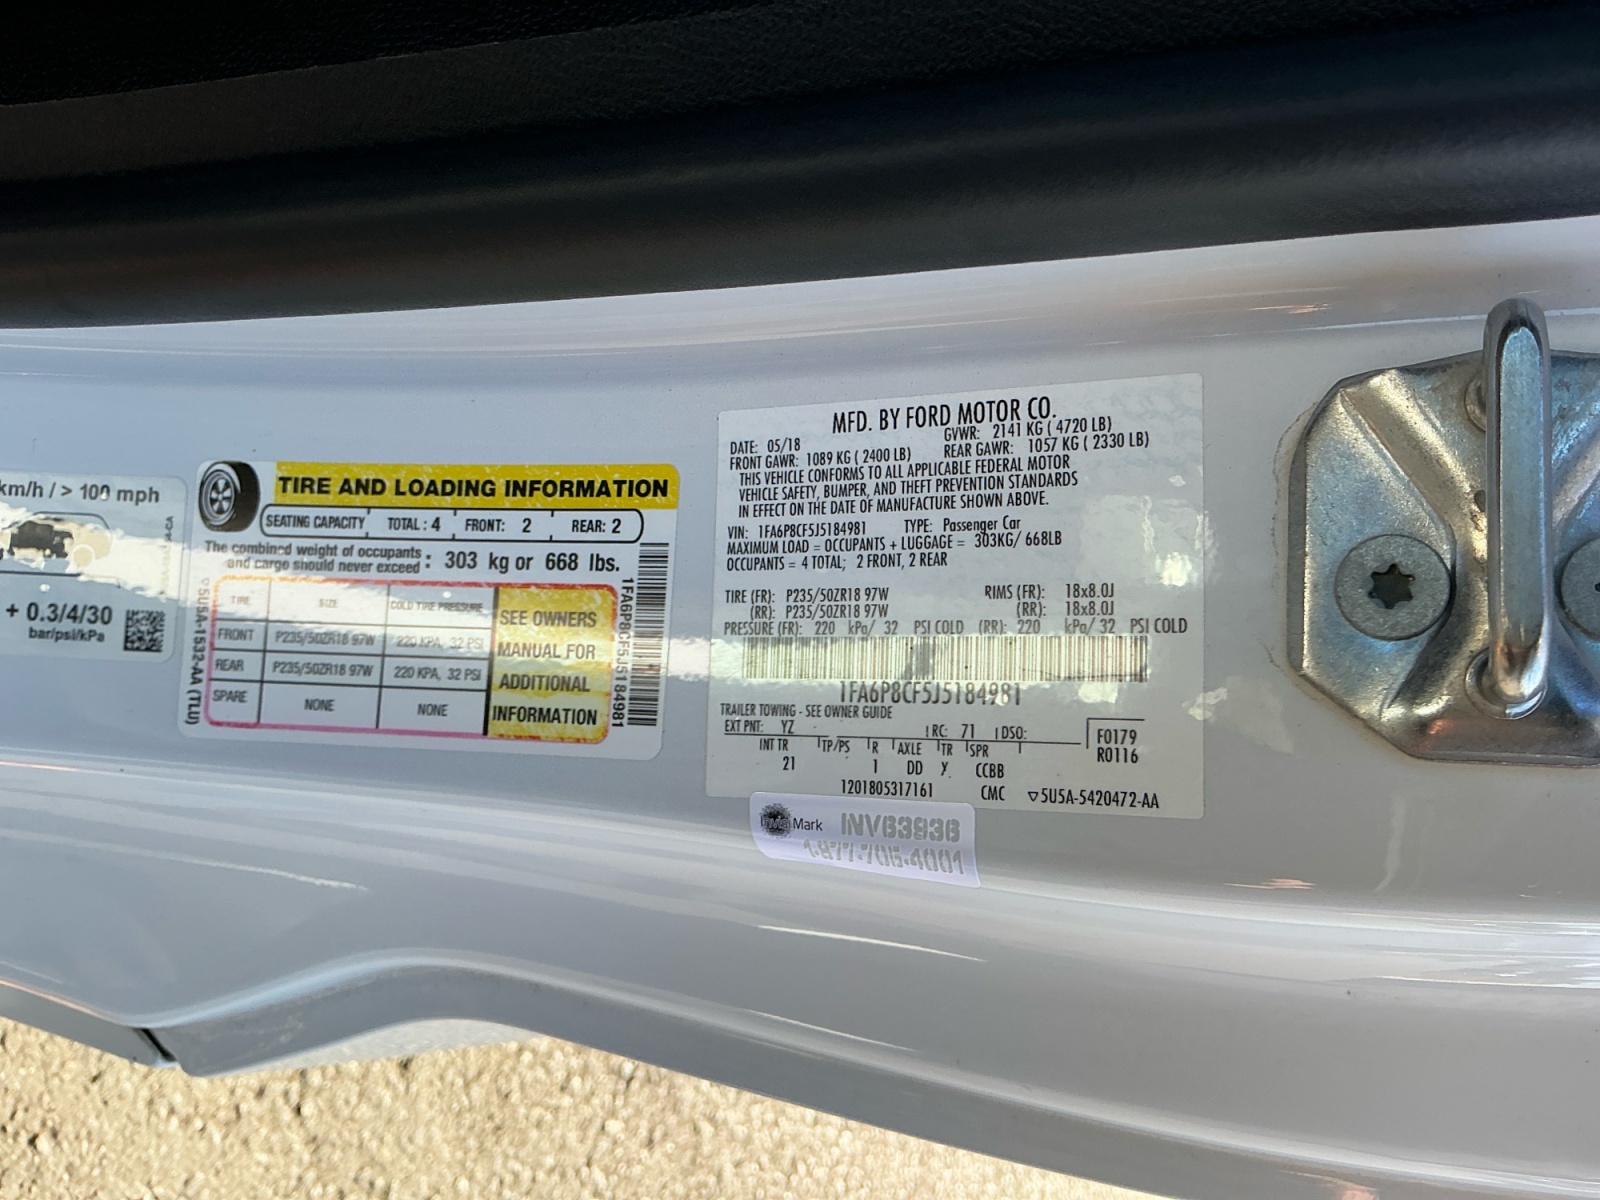 km/h / > 100 mph
+ 0.3/4/30
bar/psi/kPa
TIRE AND LOADING INFORMATION
SEATING CAPACITY TOTAL : 4 FRONT: 2 REAR: 2
The combined weight of occupants
and cargo should never exceed : 303 kg or 668 lbs.
TIRE SIZE COLD TIRE PRESSURE
FRONT P235/50ZR18 97W 220 KPA, 32 PSI
REAR P235/50ZR18 97W 220 KPA, 32 PSI
SPARE NONE NONE
SEE OWNERS
MANUAL FOR
ADDITIONAL
INFORMATION
5U5A-1532-AA (TLU)
1FA6P8CF5J5184981
MFD. BY FORD MOTOR CO.
DATE: 05/18 GVWR: 2141 KG ( 4720 LB)
FRONT GAWR: 1089 KG ( 2400 LB) REAR GAWR: 1057 KG ( 2330 LB)
THIS VEHICLE CONFORMS TO ALL APPLICABLE FEDERAL MOTOR
VEHICLE SAFETY, BUMPER, AND THEFT PREVENTION STANDARDS
IN EFFECT ON THE DATE OF MANUFACTURE SHOWN ABOVE.
VIN: 1FA6P8CF5J5184981 TYPE: Passenger Car
MAXIMUM LOAD = OCCUPANTS + LUGGAGE = 303KG/ 668LB
OCCUPANTS = 4 TOTAL; 2 FRONT, 2 REAR
TIRE (FR): P235/50ZR18 97W RIMS (FR): 18x8.0J
(RR): P235/50ZR18 97W (RR): 18x8.0J
PRESSURE (FR): 220 kPa/ 32 PSI COLD (RR): 220 kPa/ 32 PSI COLD
1FA6P8CF5J5184981
TRAILER TOWING - SEE OWNER GUIDE
EXT PNT: YZ RC: 71 DSO: F0179
R0116
INT TR TP/PS R AXLE TR SPR
21 1 DD Y CCBB
1201805317161 CMC 5U5A-5420472-AA
Mark INV63936
1-877-706-4001